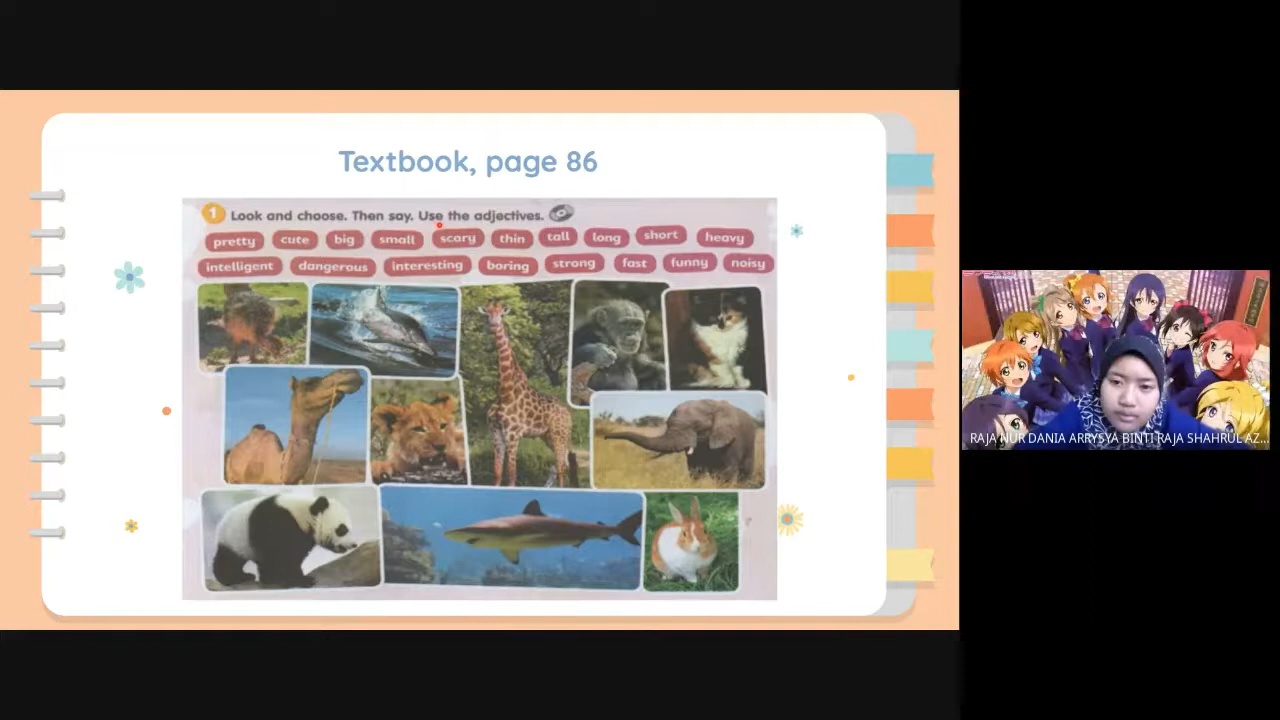 Textbook, page 86
1 Look and choose. Then say. Use the adjectives.
pretty cute big small scary thin tall long short heavy
intelligent dangerous interesting boring strong fast funny noisy
RAJA NUR DANIA ARRYSYA BINTI RAJA SHAHRUL AZ...